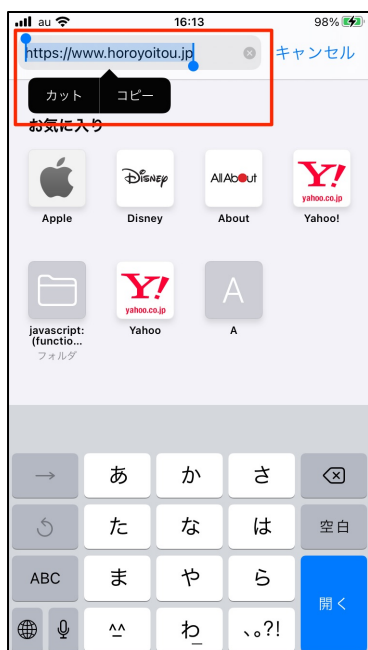 au 16:13 98%
https://www.horoyoitou.jp キャンセル
カット コピー
お気に入り
Disney AllAbout Y! yahoo.co.jp
Apple Disney About Yahoo!
Y! yahoo.co.jp A
javascript: Yahoo A
(functio...
フォルダ
→ あ か さ
た な は 空白
ABC ま や ら 開く
^^ わ 、。?!